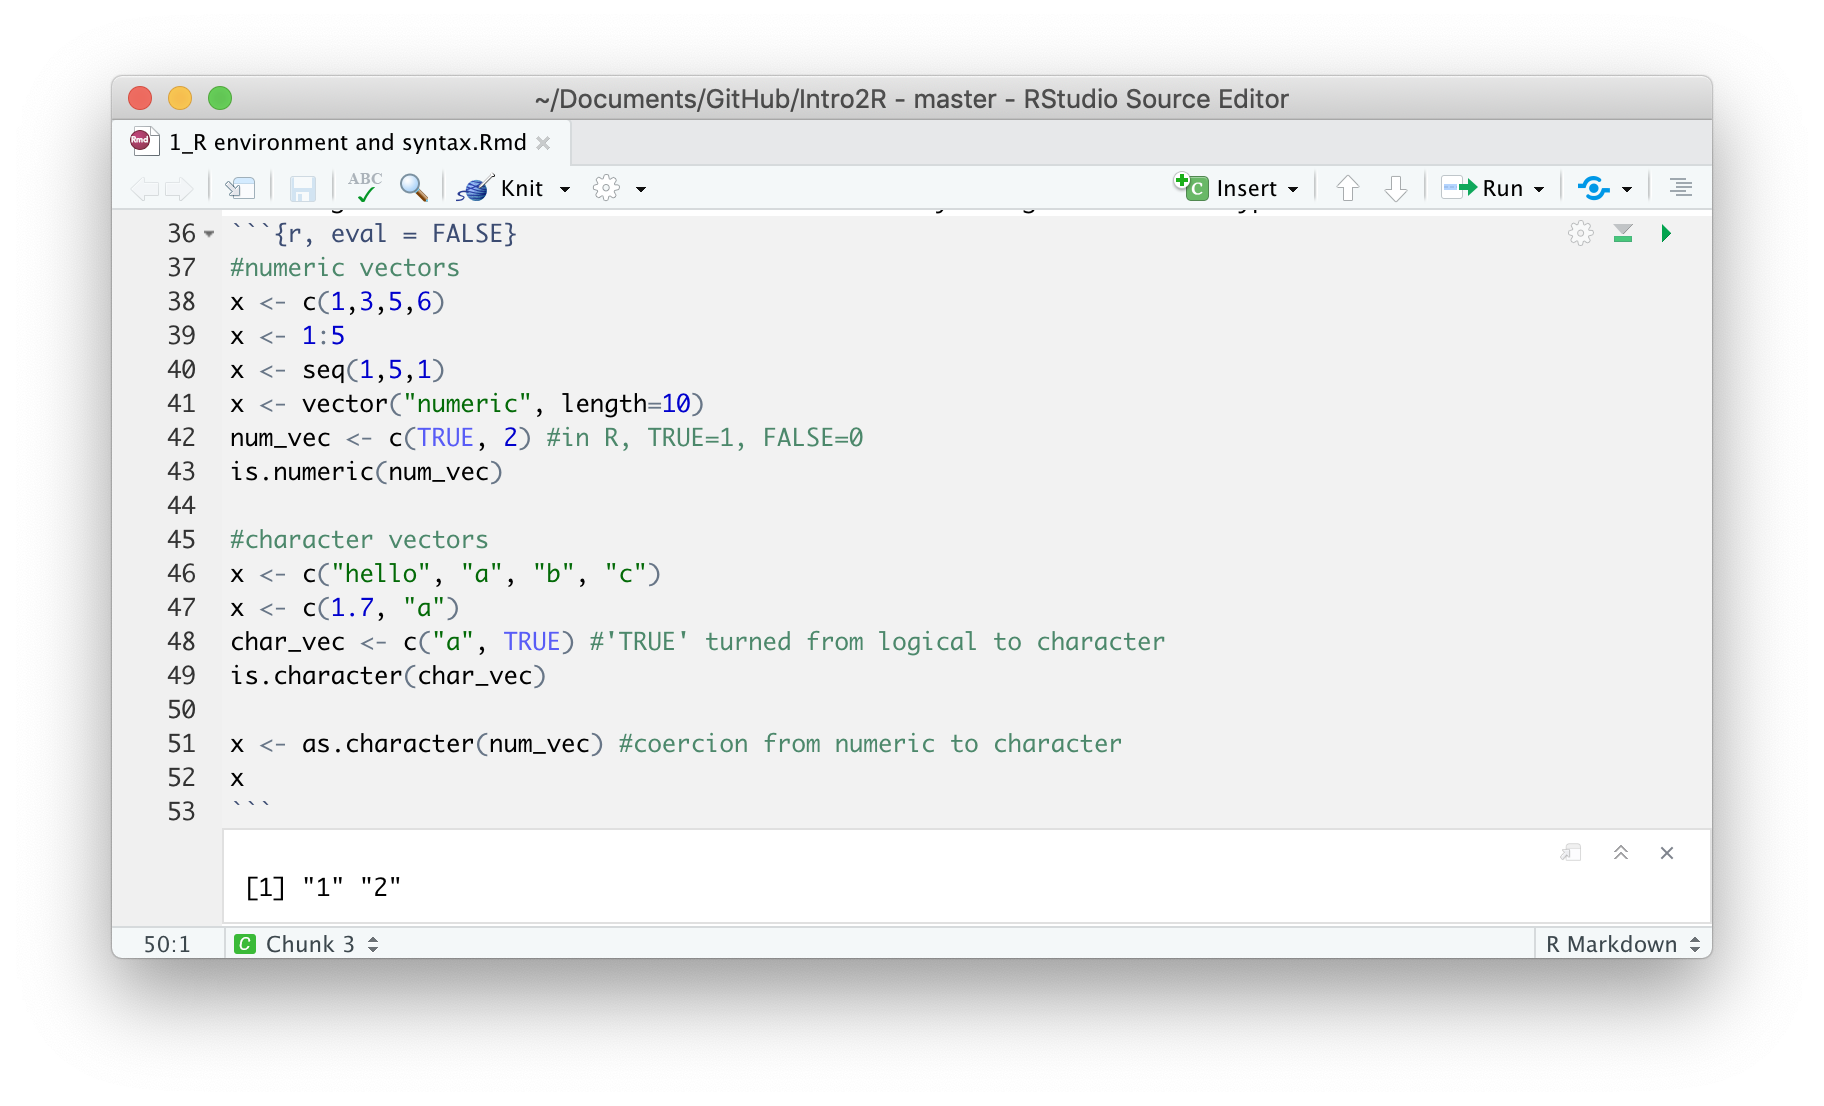 ~/Documents/GitHub/Intro2R - master - RStudio Source Editor
Rmd 1_R environment and syntax.Rmd
ABC Knit C Insert Run
36 ```{r, eval = FALSE}
37 #numeric vectors
38 x <- c(1,3,5,6)
39 x <- 1:5
40 x <- seq(1,5,1)
41 x <- vector("numeric", length=10)
42 num_vec <- c(TRUE, 2) #in R, TRUE=1, FALSE=0
43 is.numeric(num_vec)
44
45 #character vectors
46 x <- c("hello", "a", "b", "c")
47 x <- c(1.7, "a")
48 char_vec <- c("a", TRUE) #'TRUE' turned from logical to character
49 is.character(char_vec)
50
51 x <- as.character(num_vec) #coercion from numeric to character
52 x
53 ```
[1] "1" "2"
50:1 C Chunk 3 R Markdown